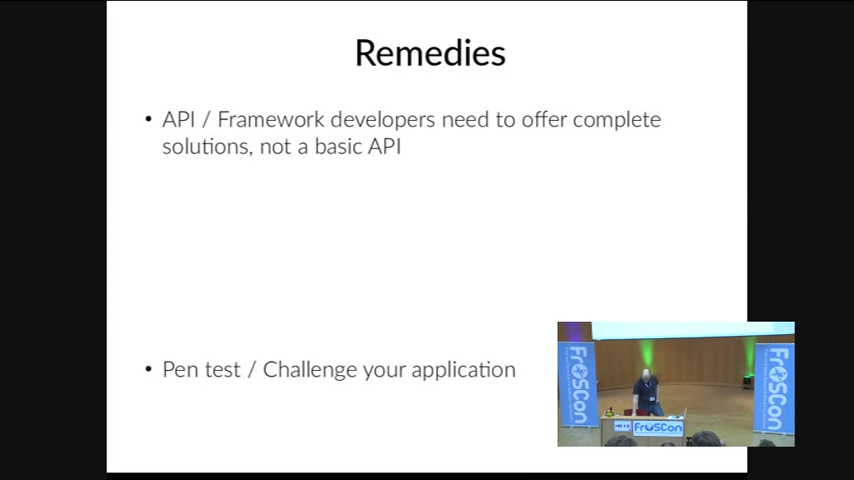 Remedies
• API / Framework developers need to offer complete
solutions, not a basic API
• Pen test / Challenge your application
FrOSCon
FrOSCon
FrOSCon